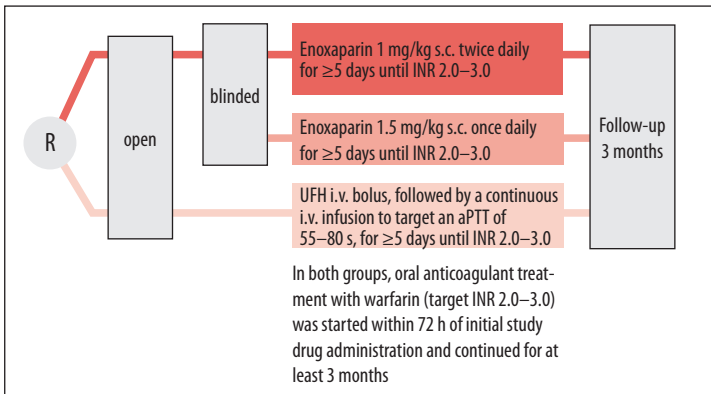 R
open
blinded
Enoxaparin 1 mg/kg s.c. twice daily
for ≥5 days until INR 2.0–3.0
Enoxaparin 1.5 mg/kg s.c. once daily
for ≥5 days until INR 2.0–3.0
UFH i.v. bolus, followed by a continuous
i.v. infusion to target an aPTT of
55–80 s, for ≥5 days until INR 2.0–3.0
Follow-up
3 months
In both groups, oral anticoagulant treat-
ment with warfarin (target INR 2.0–3.0)
was started within 72 h of initial study
drug administration and continued for at
least 3 months